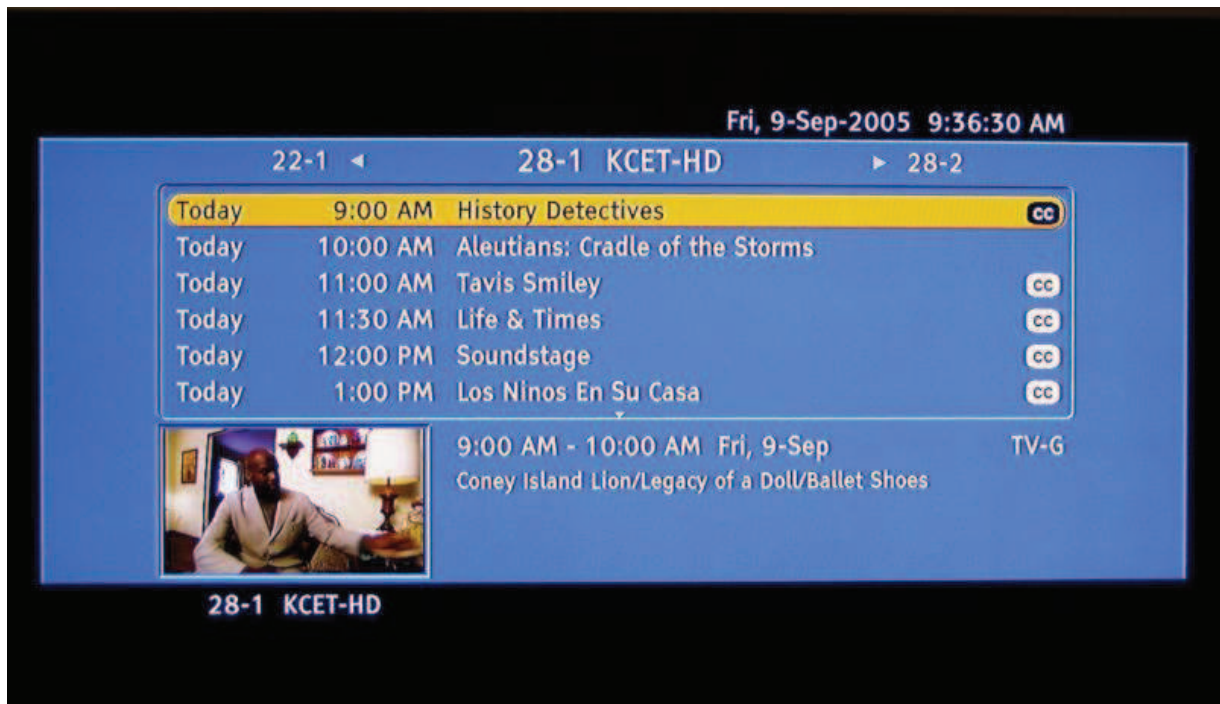 Fri, 9-Sep-2005 9:36:30 AM
22-1 ◄ 28-1 KCET-HD ► 28-2
Today 9:00 AM History Detectives CC
Today 10:00 AM Aleutians: Cradle of the Storms
Today 11:00 AM Tavis Smiley CC
Today 11:30 AM Life & Times CC
Today 12:00 PM Soundstage CC
Today 1:00 PM Los Ninos En Su Casa CC
9:00 AM - 10:00 AM Fri, 9-Sep TV-G
Coney Island Lion/Legacy of a Doll/Ballet Shoes
28-1 KCET-HD